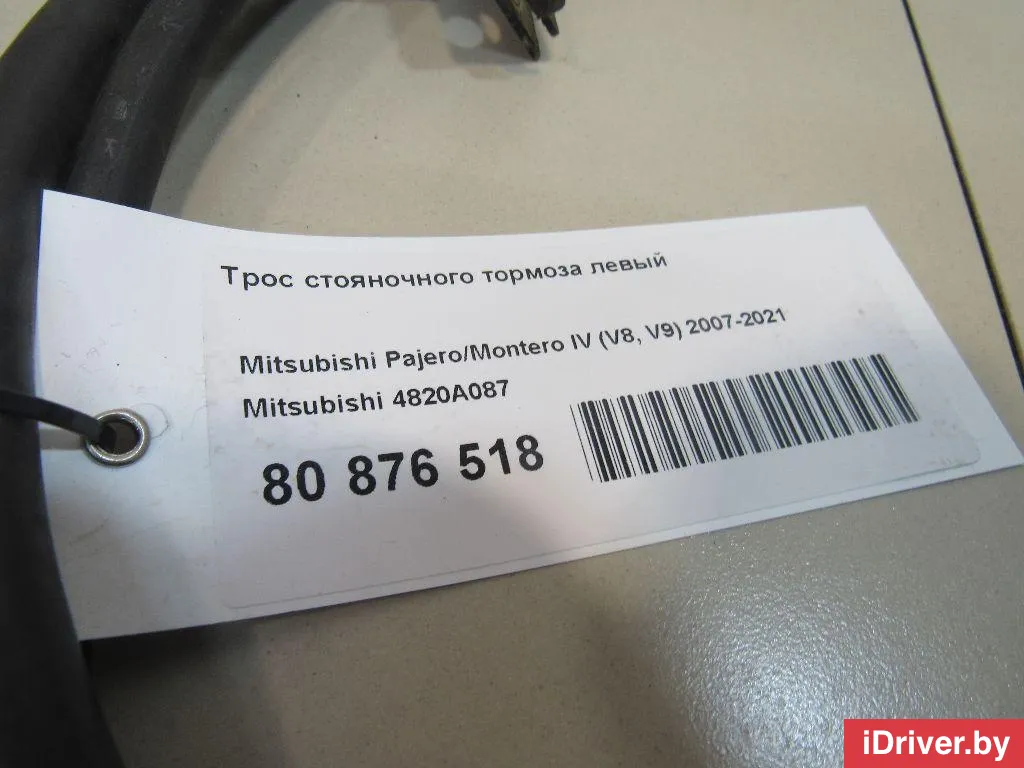 Трос стояночного тормоза левый
Mitsubishi Pajero/Montero IV (V8, V9) 2007-2021
Mitsubishi 4820A087
80 876 518
iDriver.by